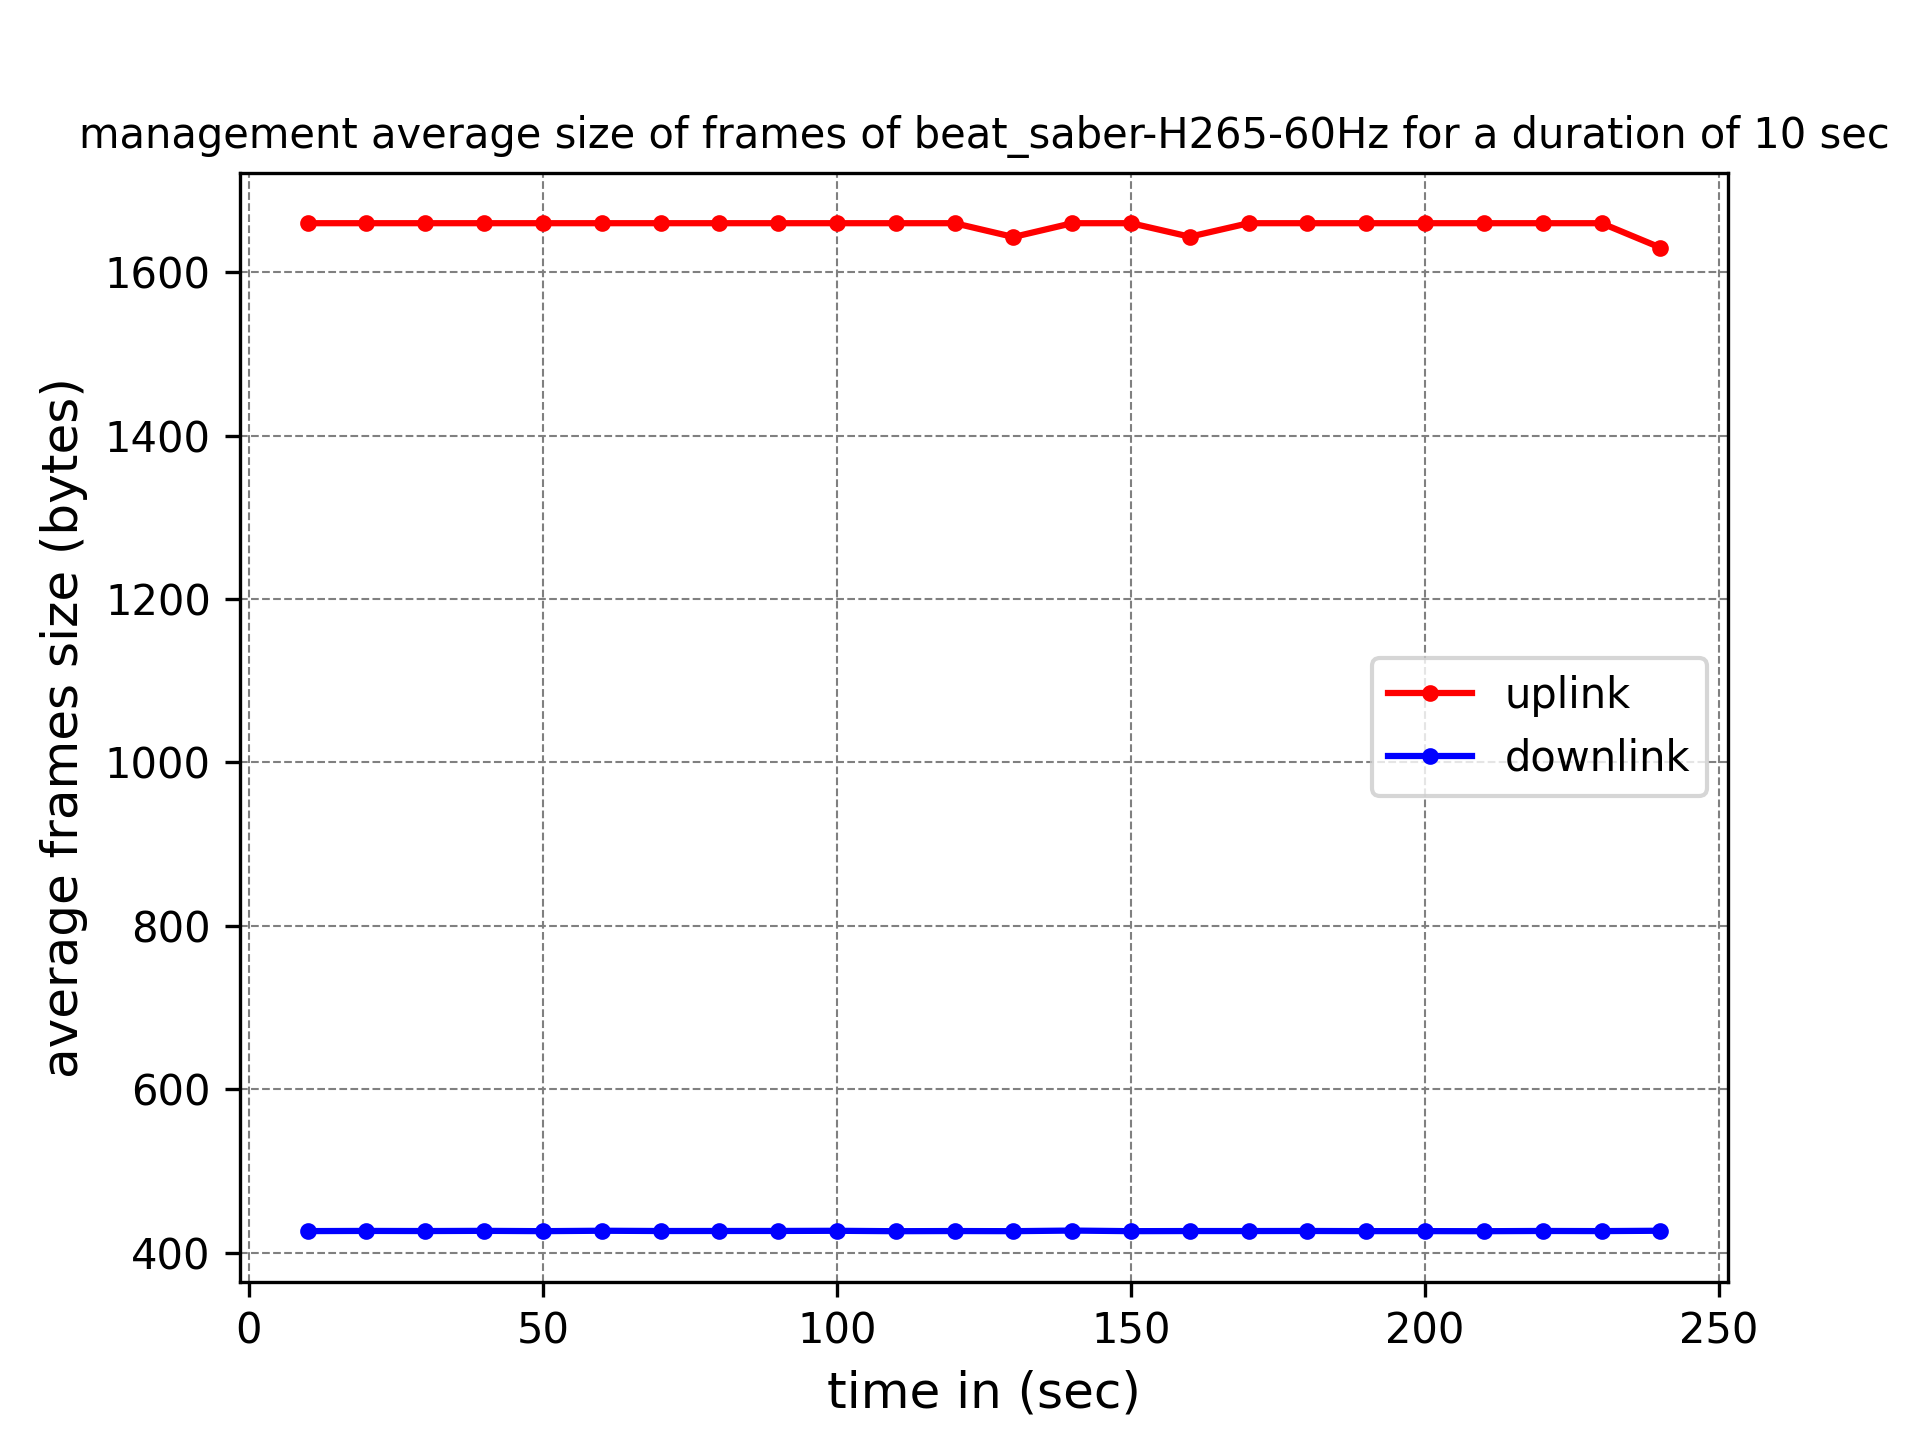 management average size of frames of beat_saber-H265-60Hz for a duration of 10 sec
average frames size (bytes)
1600
1400
1200
1000
800
600
400
uplink
downlink
0 50 100 150 200 250
time in (sec)